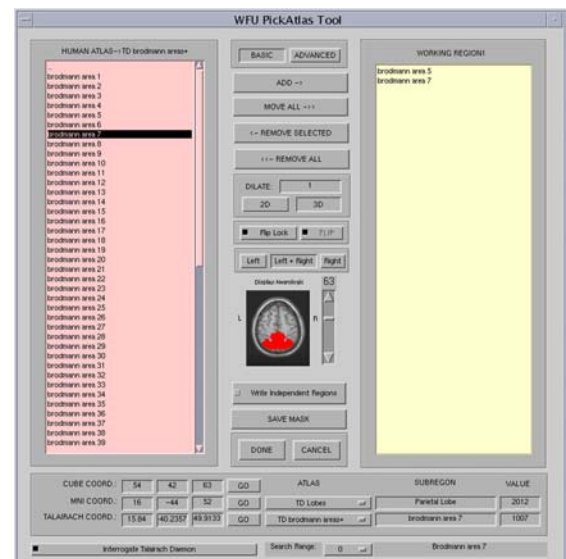 WFU PickAtlas Tool
HUMAN ATLAS-->TD brodmann areas+
..
brodmann area 1
brodmann area 2
brodmann area 3
brodmann area 4
brodmann area 5
brodmann area 6
brodmann area 7
brodmann area 8
brodmann area 9
brodmann area 10
brodmann area 11
brodmann area 12
brodmann area 13
brodmann area 14
brodmann area 15
brodmann area 16
brodmann area 17
brodmann area 18
brodmann area 19
brodmann area 20
brodmann area 21
brodmann area 22
brodmann area 23
brodmann area 24
brodmann area 25
brodmann area 26
brodmann area 27
brodmann area 28
brodmann area 29
brodmann area 30
brodmann area 31
brodmann area 32
brodmann area 33
brodmann area 34
brodmann area 35
brodmann area 36
brodmann area 37
brodmann area 38
brodmann area 39
BASIC ADVANCED
ADD ->
MOVE ALL ->>
<- REMOVE SELECTED
<<- REMOVE ALL
DILATE: 1
2D 3D
Flip Lock FLIP
Left Left + Right Right
Display Neurologic 63
L R
Write Independent Regions
SAVE MASK
DONE CANCEL
WORKING REGION1
brodmann area 5
brodmann area 7
CUBE COORD.: 54 42 63 GO ATLAS SUBREGON VALUE
MNI COORD.: 16 -44 52 GO TD Lobes Parietal Lobe 2012
TALAIRACH COORD.: 15.84 -40.2357 49.9133 GO TD brodmann areas+ brodmann area 7 1007
Interrogate Talairach Daemon Search Range: 0 Brodmann area 7